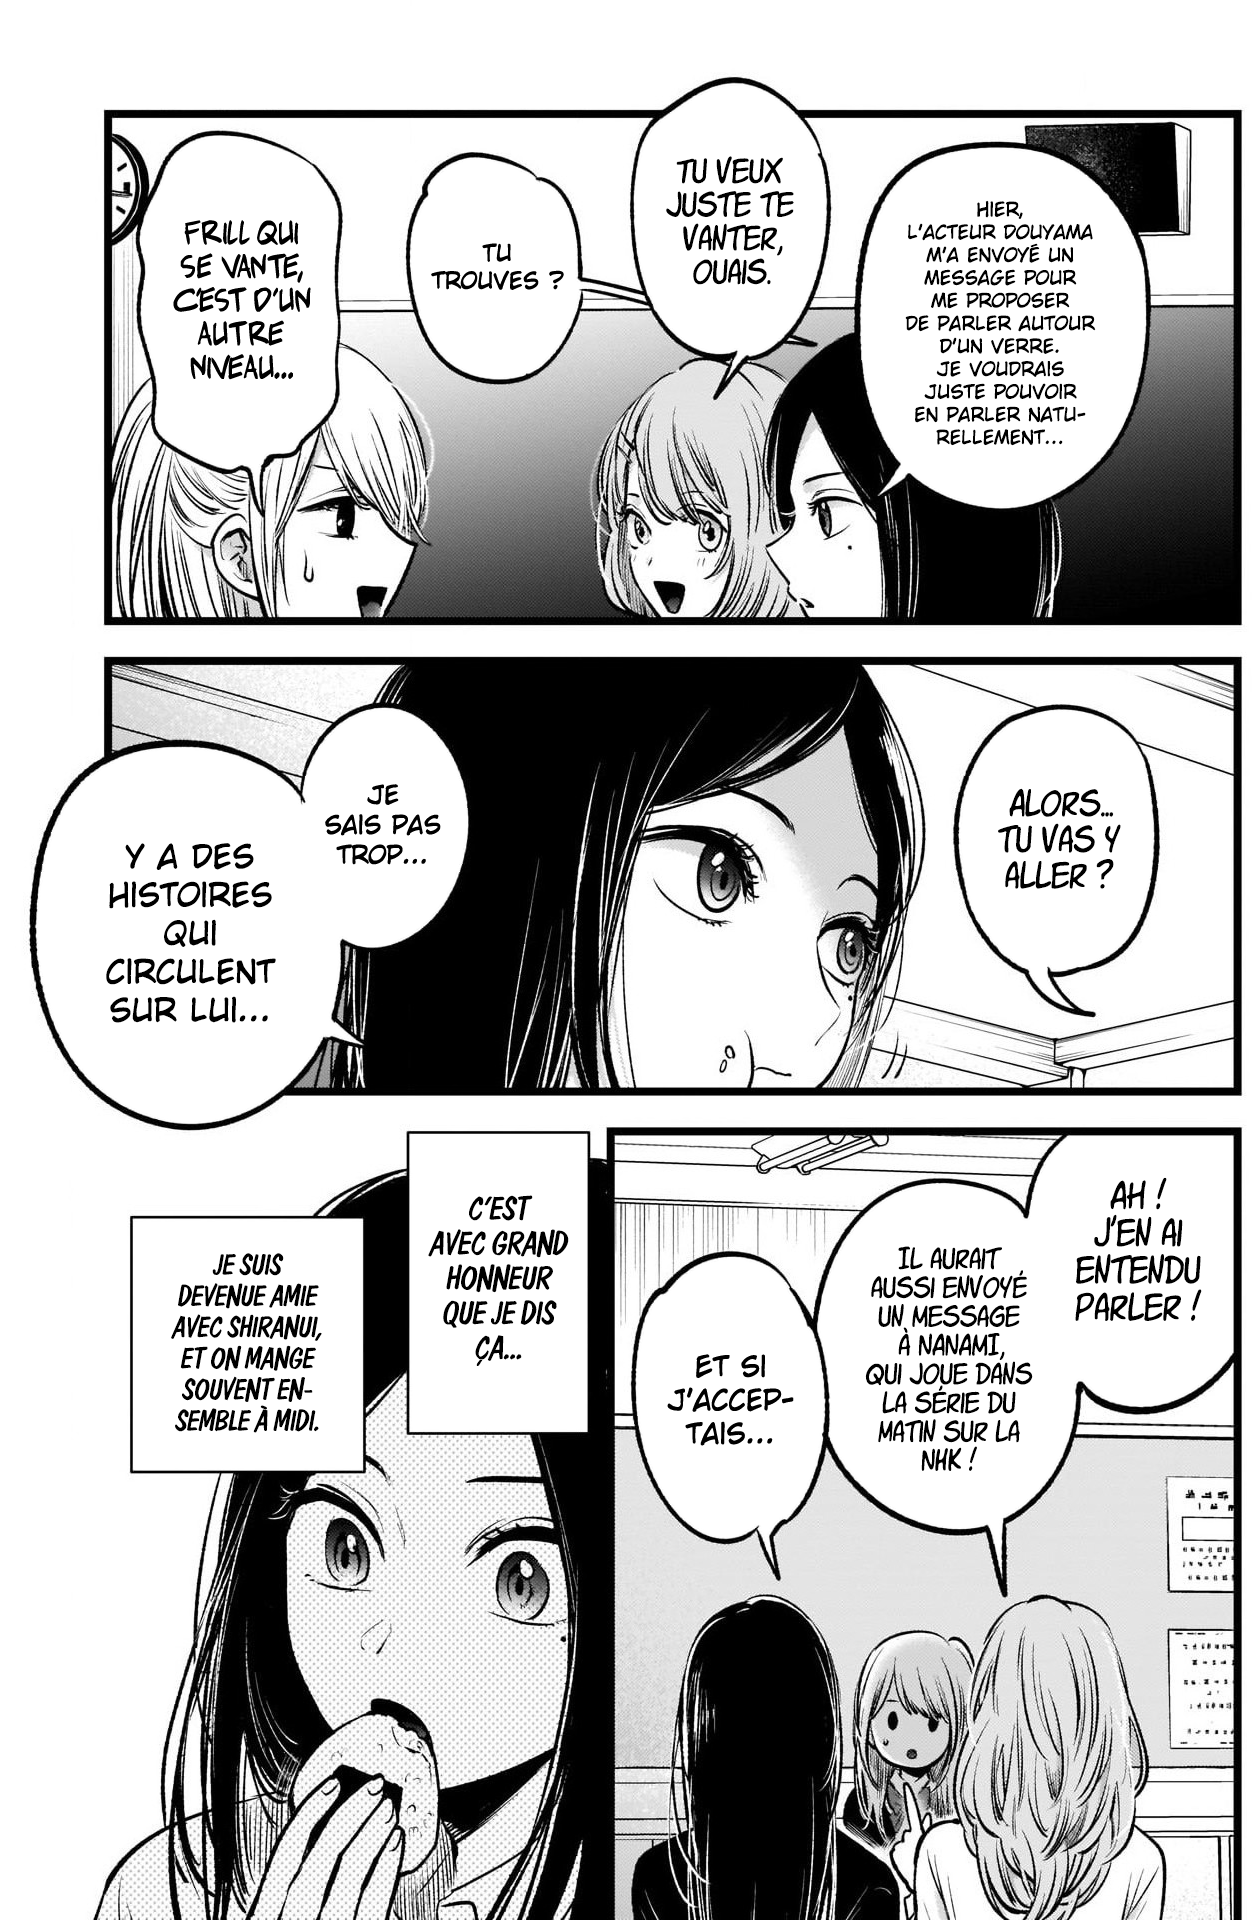 HIER,
L'ACTEUR DOUYAMA
M'A ENVOYÉ UN
MESSAGE POUR
ME PROPOSER
DE PARLER AUTOUR
D'UN VERRE.
JE VOUDRAIS
JUSTE POUVOIR
EN PARLER NATU-
RELLEMENT...
TU VEUX
JUSTE TE
VANTER,
OUAIS.
TU
TROUVES ?
FRILL QUI
SE VANTE,
C'EST D'UN
AUTRE
NIVEAU...
ALORS...
TU VAS Y
ALLER ?
JE
SAIS PAS
TROP...
Y A DES
HISTOIRES
QUI
CIRCULENT
SUR LUI...
AH !
J'EN AI
ENTENDU
PARLER !
IL AURAIT
AUSSI ENVOYÉ
UN MESSAGE
À NANAMI,
QUI JOUE DANS
LA SÉRIE DU
MATIN SUR LA
NHK !
ET SI
J'ACCEP-
TAIS...
C'EST
AVEC GRAND
HONNEUR
QUE JE DIS
ÇA...
JE SUIS
DEVENUE AMIE
AVEC SHIRANUI,
ET ON MANGE
SOUVENT EN-
SEMBLE À MIDI.